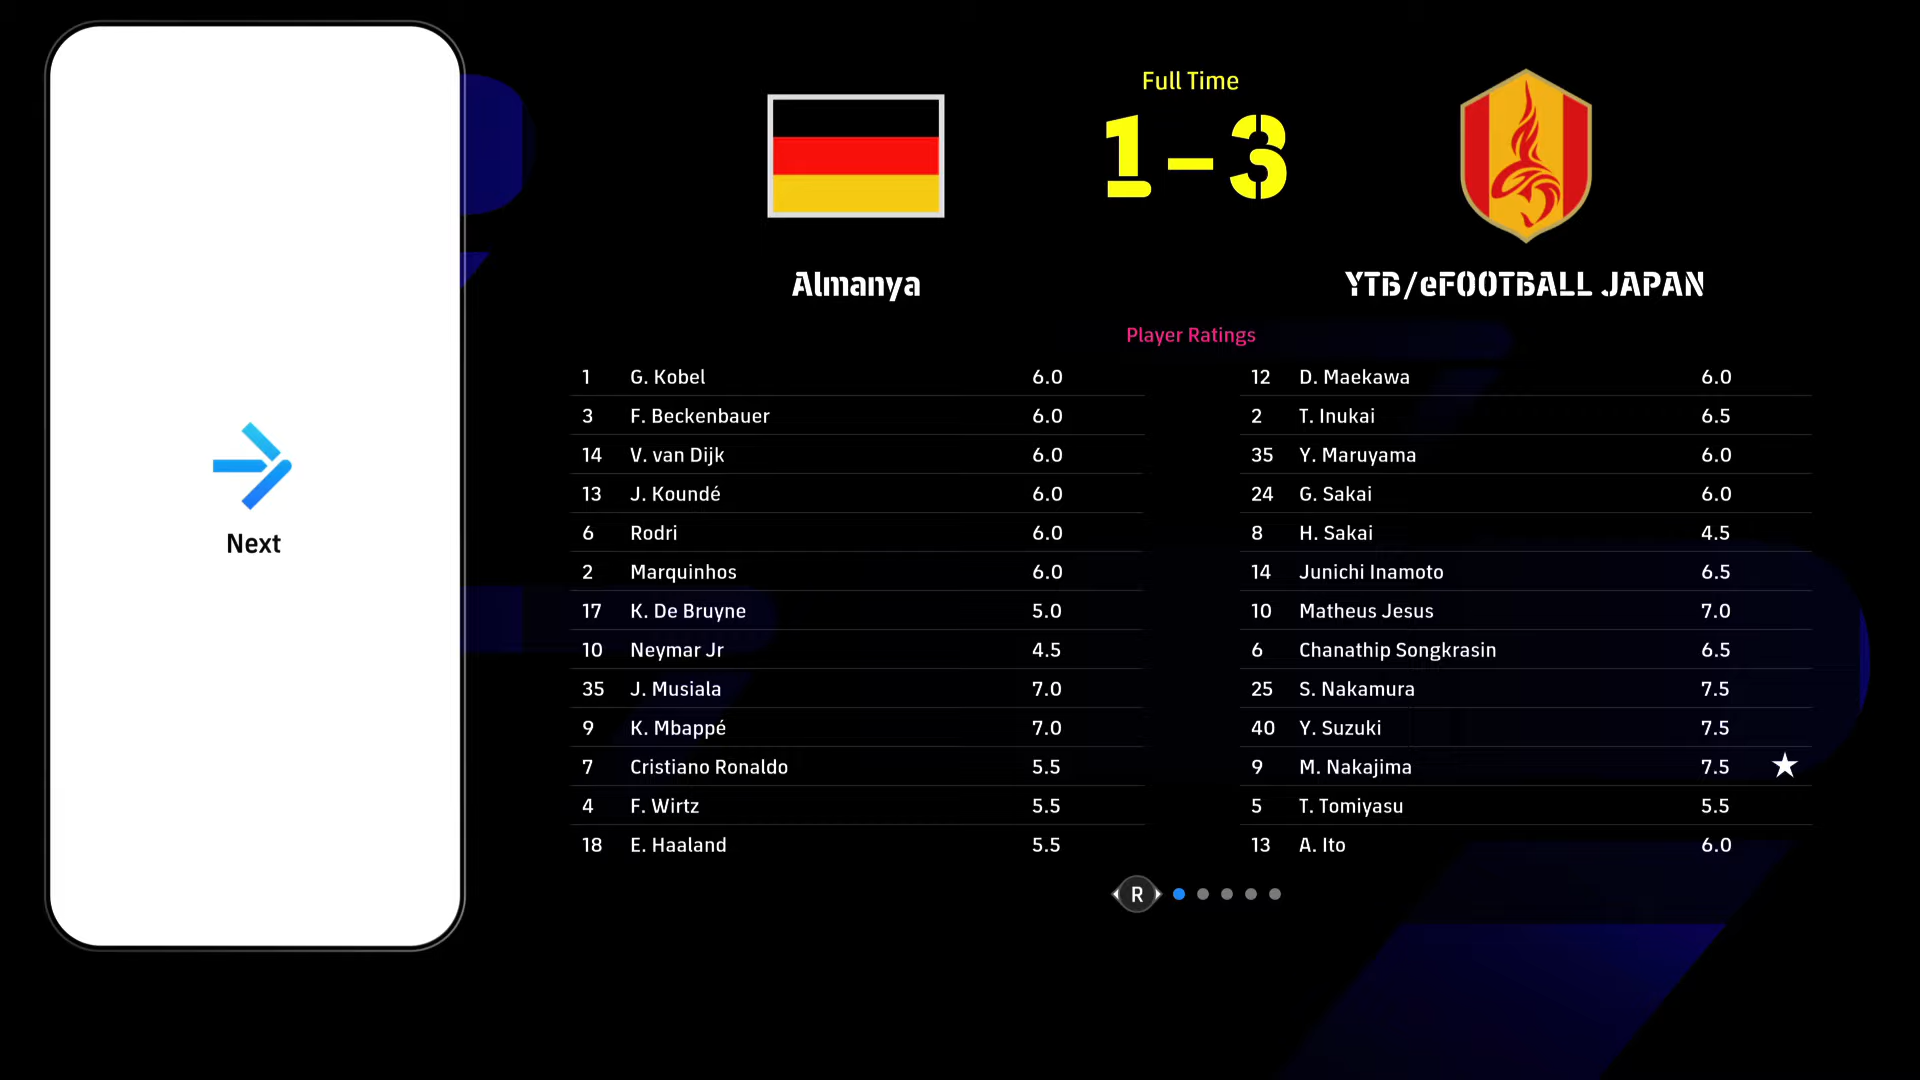 Next
Full Time
1-3
Almanya
YTB/eFOOTBALL JAPAN
Player Ratings
1 G. Kobel 6.0
3 F. Beckenbauer 6.0
14 V. van Dijk 6.0
13 J. Koundé 6.0
6 Rodri 6.0
2 Marquinhos 6.0
17 K. De Bruyne 5.0
10 Neymar Jr 4.5
35 J. Musiala 7.0
9 K. Mbappé 7.0
7 Cristiano Ronaldo 5.5
4 F. Wirtz 5.5
18 E. Haaland 5.5
12 D. Maekawa 6.0
2 T. Inukai 6.5
35 Y. Maruyama 6.0
24 G. Sakai 6.0
8 H. Sakai 4.5
14 Junichi Inamoto 6.5
10 Matheus Jesus 7.0
6 Chanathip Songkrasin 6.5
25 S. Nakamura 7.5
40 Y. Suzuki 7.5
9 M. Nakajima 7.5
5 T. Tomiyasu 5.5
13 A. Ito 6.0
R